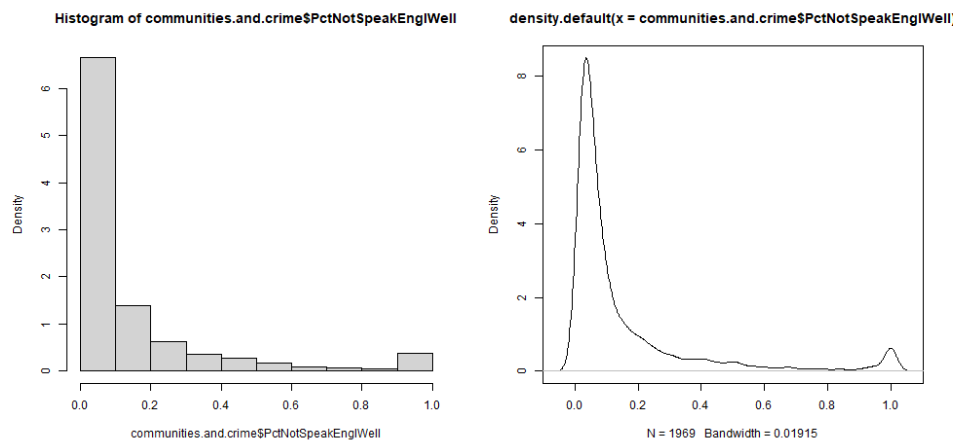 Histogram of communities.and.crime$PctNotSpeakEnglWell
Density
0
1
2
3
4
5
6
0.0 0.2 0.4 0.6 0.8 1.0
communities.and.crime$PctNotSpeakEnglWell
density.default(x = communities.and.crime$PctNotSpeakEnglWell)
Density
0
2
4
6
8
0.0 0.2 0.4 0.6 0.8 1.0
N = 1969 Bandwidth = 0.01915